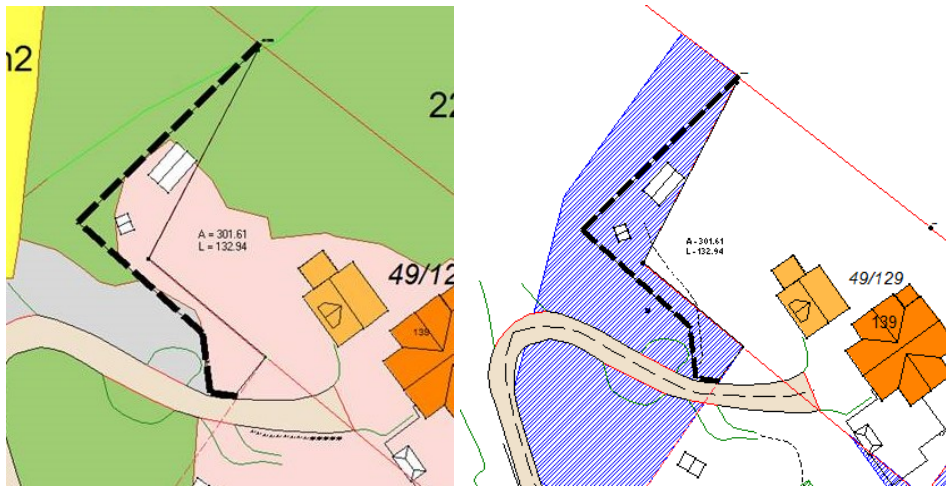 n2
22
A = 301.61
L = 132.94
49/12
139
A - 301.61
L - 132.94
49/129
139